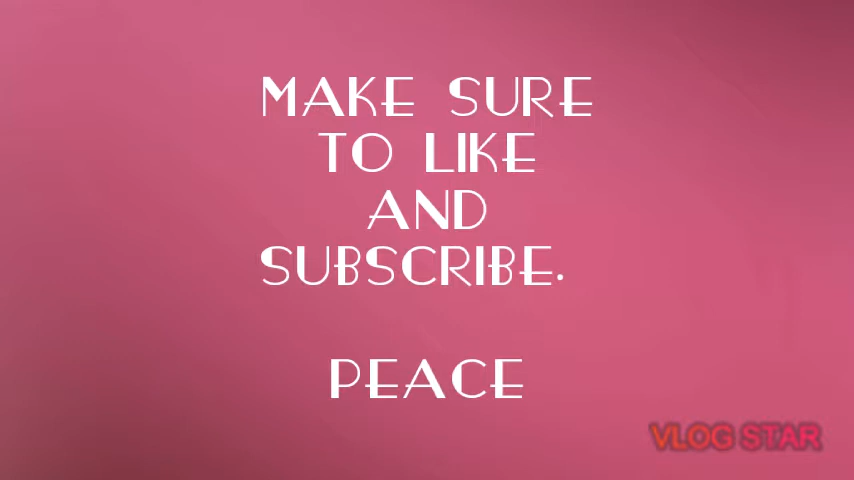 MAKE SURE
TO LIKE
AND
SUBSCRIBE.
PEACE
VLOG STAR